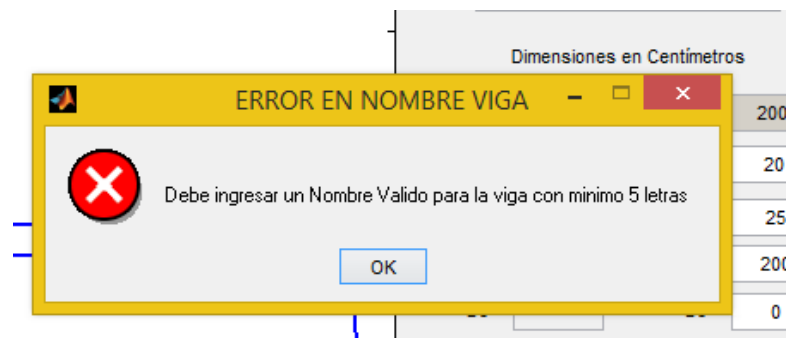 Dimensiones en Centímetros
ERROR EN NOMBRE VIGA
200
20
Debe ingresar un Nombre Valido para la viga con minimo 5 letras
25
OK
200
0